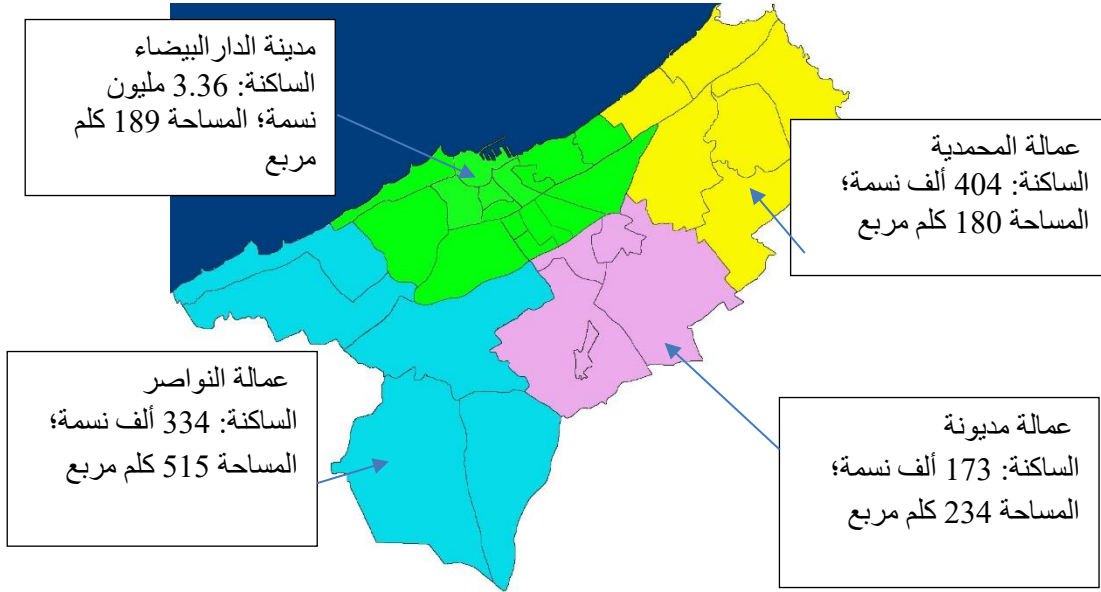 مدينة الدار البيضاء
الساكنة: 3.36 مليون
نسمة؛ المساحة 189 كلم
مربع
عمالة المحمدية
الساكنة: 404 ألف نسمة؛
المساحة 180 كلم مربع
عمالة النواصر
الساكنة: 334 ألف نسمة؛
المساحة 515 كلم مربع
عمالة مديونة
الساكنة: 173 ألف نسمة؛
المساحة 234 كلم مربع